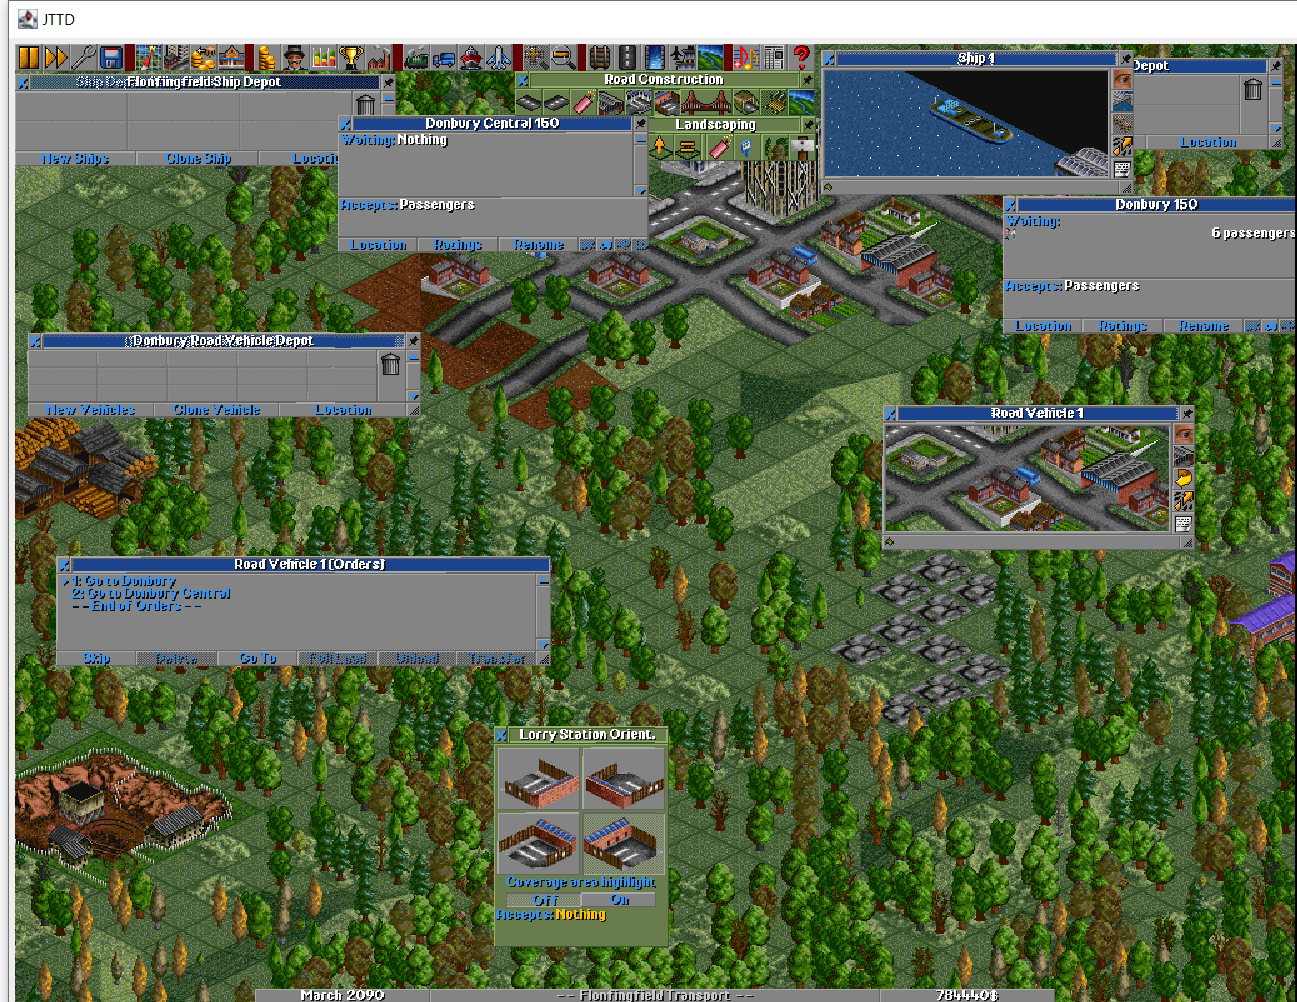 JTTD
Flonfingfield Ship Depot
New Ships
Clone Ship
Road Construction
Landscaping
Donbury Central 150
Waiting: Nothing
Accepts: Passengers
Location
Ratings
Rename
Ship 1
Depot
Location
Donbury 150
Waiting:
6 passengers
Accepts: Passengers
Location
Ratings
Rename
Donbury Road Vehicle Depot
New Vehicles
Clone Vehicle
Location
Road Vehicle 1
Road Vehicle 1 (Orders)
1: Go to Donbury
2: Go to Donbury Central
-- End of Orders --
Skip
Delete
Go To
Full Load
Unload
Transfer
Lorry Station Orient.
Coverage area highlight
Off
On
Accepts: Nothing
March 2090
-- Flonfingfield Transport --
784440$